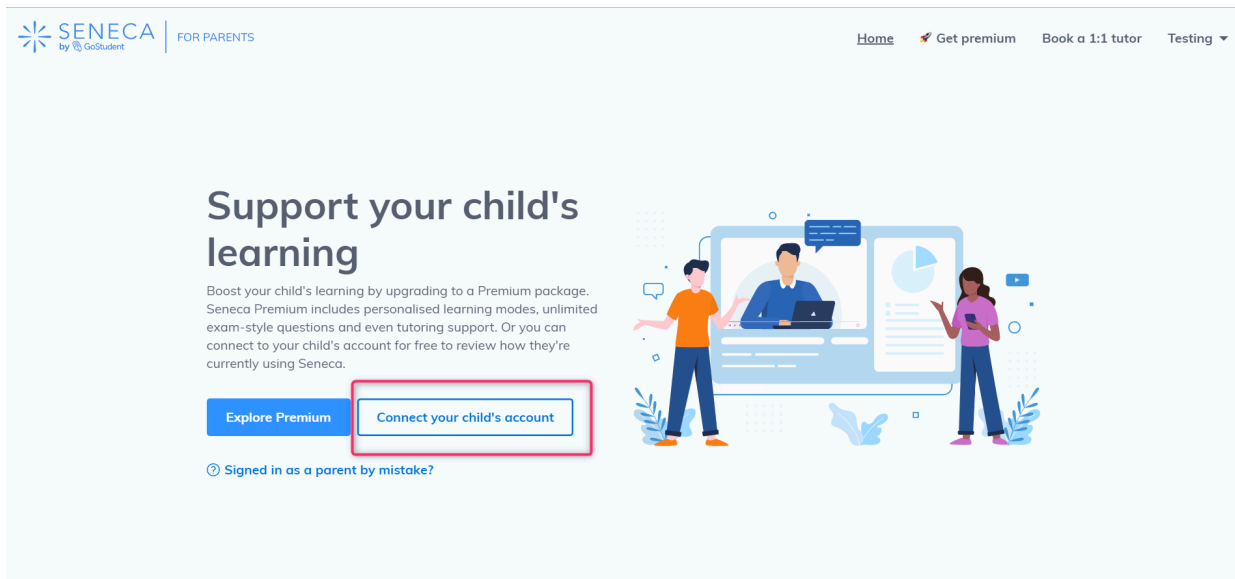 SENECA
by GoStudent
FOR PARENTS
Home
Get premium
Book a 1:1 tutor
Testing
Support your child's
learning
Boost your child's learning by upgrading to a Premium package.
Seneca Premium includes personalised learning modes, unlimited
exam-style questions and even tutoring support. Or you can
connect to your child's account for free to review how they're
currently using Seneca.
Explore Premium
Connect your child's account
Signed in as a parent by mistake?